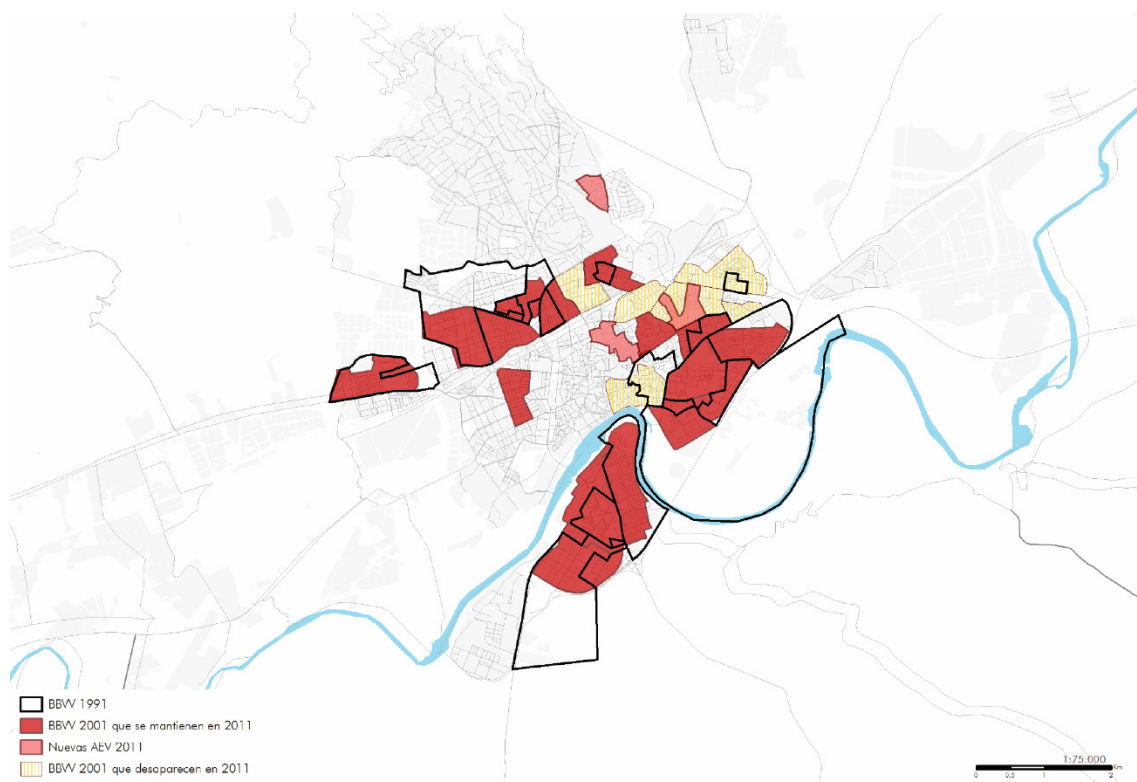 BBVV 1991
BBVV 2001 que se mantienen en 2011
Nuevas AEV 2011
BBVV 2001 que desaparecen en 2011
1:75.000
Km
0 0,5 1 2